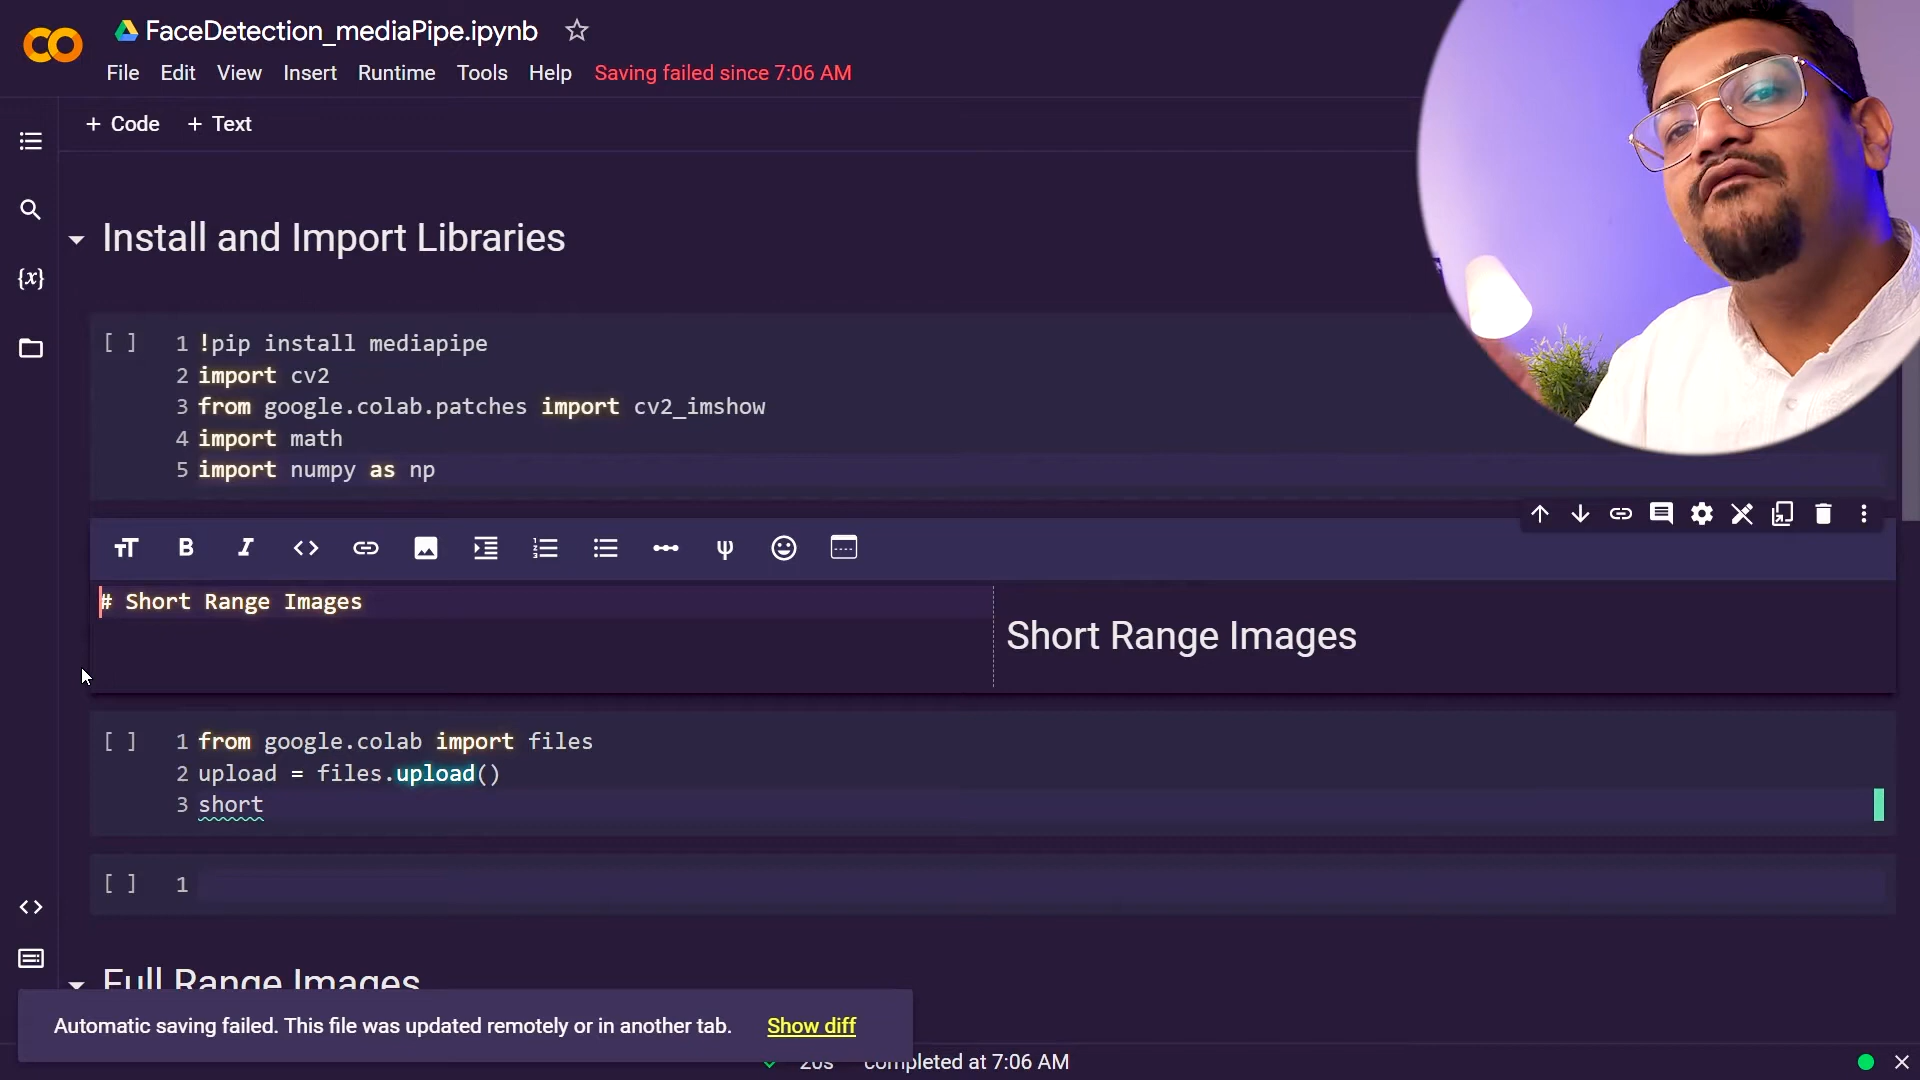 FaceDetection_mediaPipe.ipynb
File Edit View Insert Runtime Tools Help Saving failed since 7:06 AM
+ Code + Text
Install and Import Libraries
[ ] 1 !pip install mediapipe
2 import cv2
3 from google.colab.patches import cv2_imshow
4 import math
5 import numpy as np
# Short Range Images
Short Range Images
[ ] 1 from google.colab import files
2 upload = files.upload()
3 short
[ ] 1
Full Range Images
Automatic saving failed. This file was updated remotely or in another tab. Show diff
completed at 7:06 AM